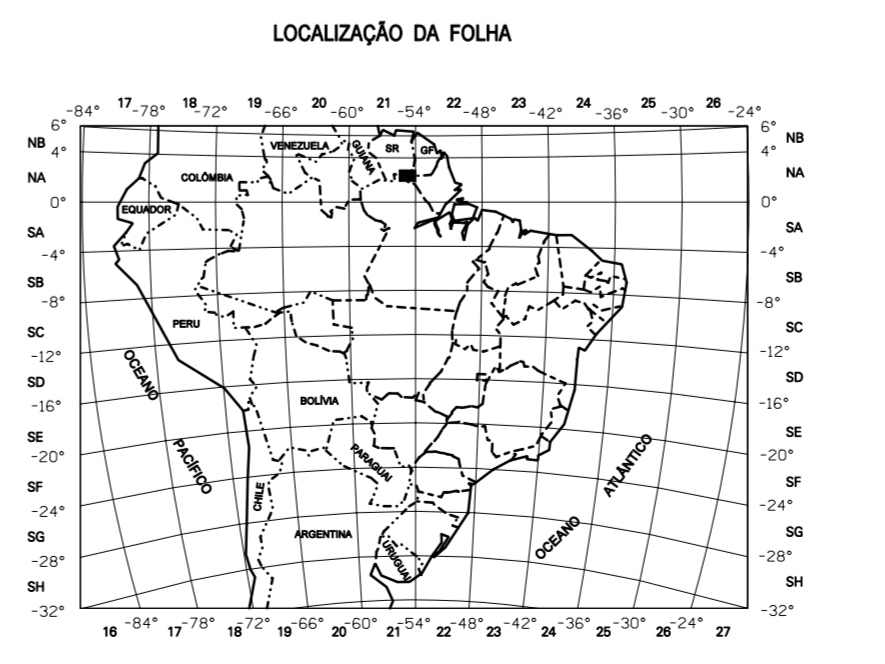 LOCALIZAÇÃO DA FOLHA
17 18 19 20 21 22 23 24 25 26
-84° -78° -72° -66° -60° -54° -48° -42° -36° -30° -24°
6° 6°
NB VENEZUELA GUIANA SR GF NB
4° 4°
NA COLÔMBIA NA
0° 0°
EQUADOR
SA SA
-4° -4°
SB SB
-8° -8°
PERU
SC SC
-12° -12°
OCEANO
SD SD
BOLÍVIA
-16° -16°
SE SE
PACÍFICO PARAGUAI ATLÂNTICO
-20° -20°
SF CHILE SF
-24° -24°
SG ARGENTINA OCEANO SG
-28° URUGUAI -28°
SH SH
-32° -32°
-84° -78° -72° -66° -60° -54° -48° -42° -36° -30° -24°
16 17 18 19 20 21 22 23 24 25 26 27